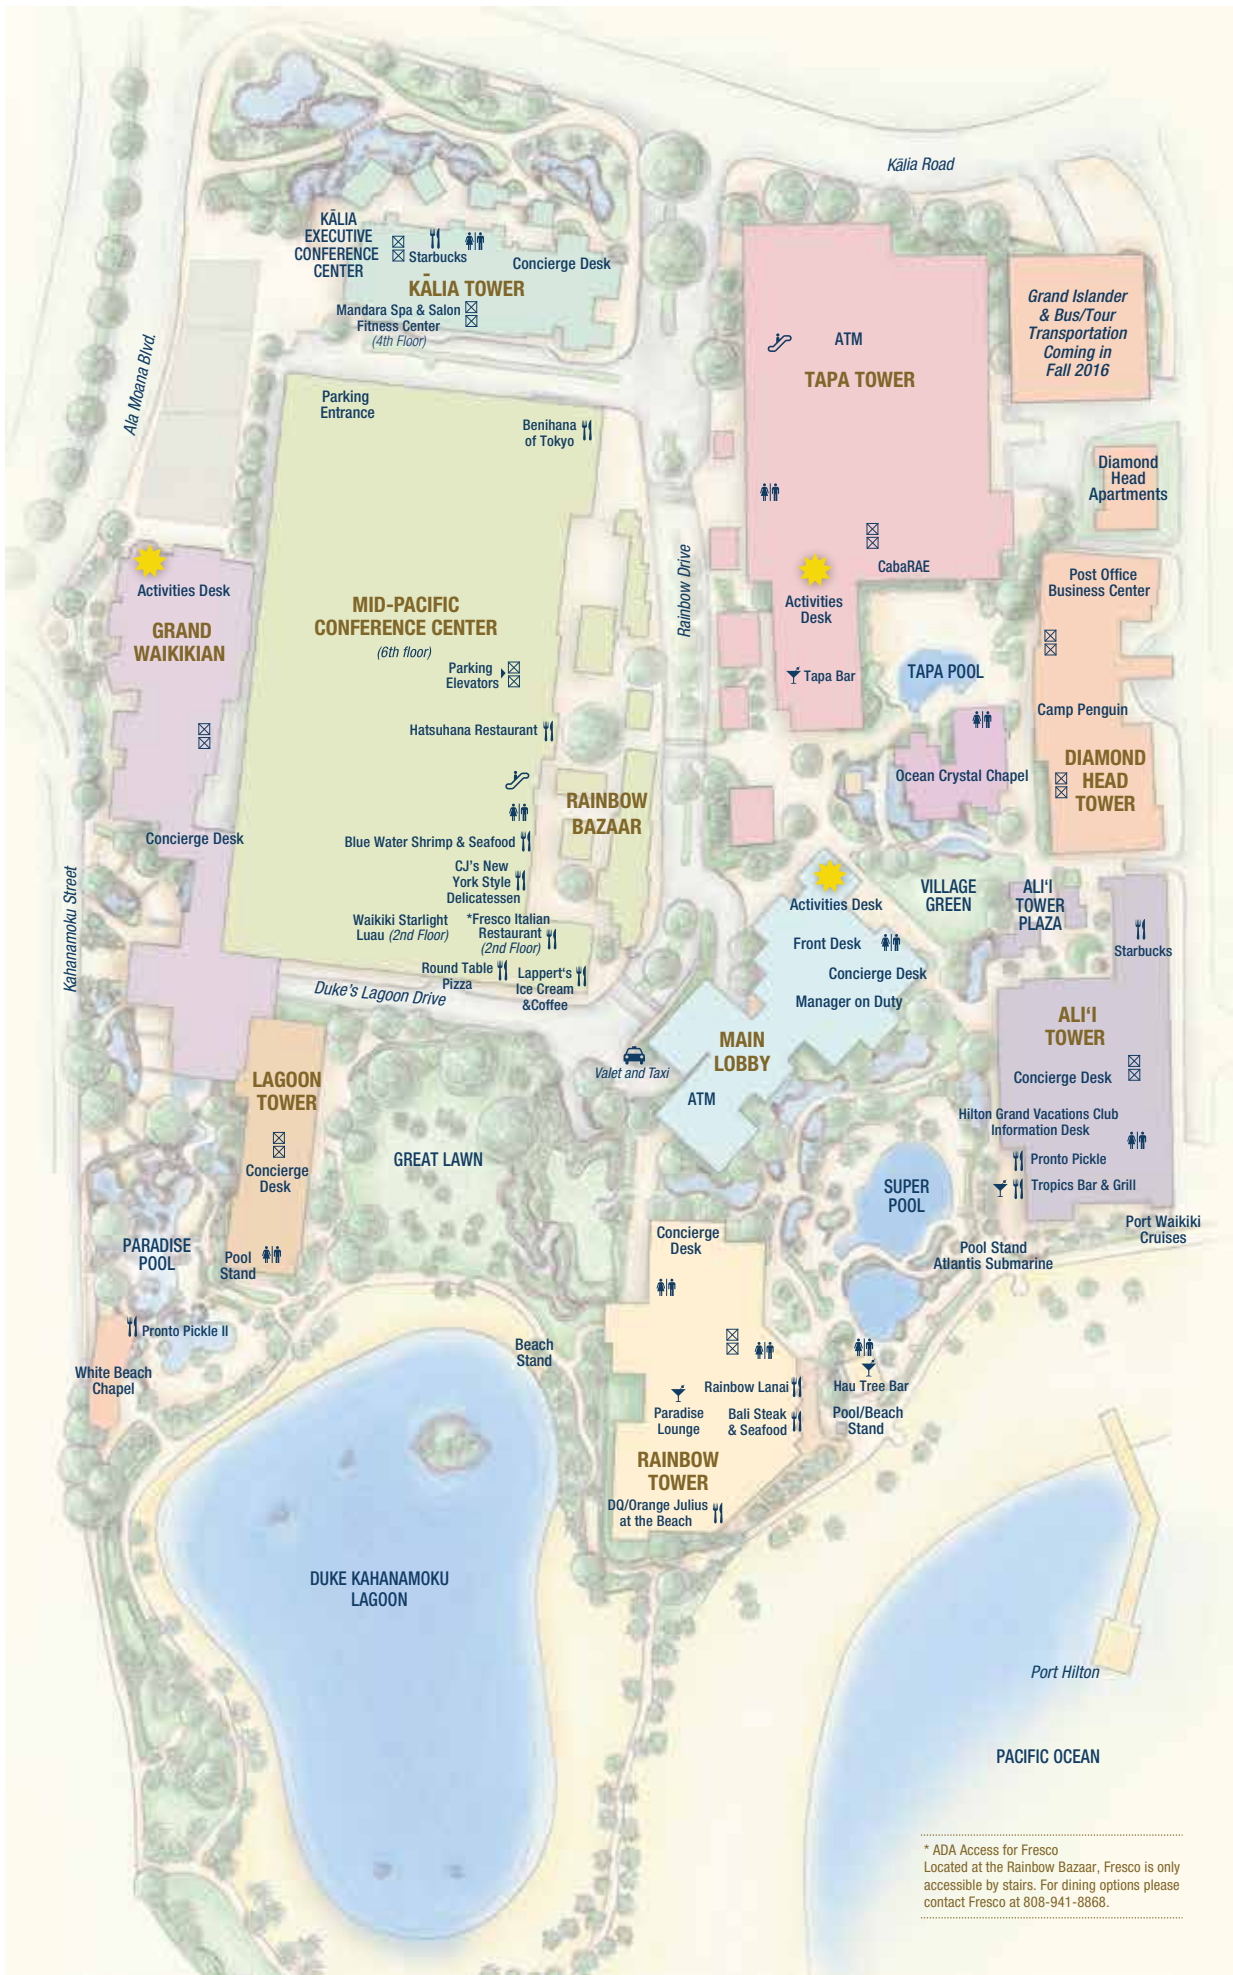 Kālia Road
KĀLIA
EXECUTIVE
CONFERENCE
CENTER
Starbucks
Concierge Desk
KĀLIA TOWER
Mandara Spa & Salon
Fitness Center
(4th Floor)
Ala Moana Blvd.
Grand Islander
& Bus/Tour
Transportation
Coming in
Fall 2016
ATM
TAPA TOWER
Parking
Entrance
Benihana
of Tokyo
Diamond
Head
Apartments
Rainbow Drive
CabaRAE
Activities
Desk
Tapa Bar
Post Office
Business Center
Activities Desk
GRAND
WAIKIKIAN
MID-PACIFIC
CONFERENCE CENTER
(6th floor)
Parking
Elevators
TAPA POOL
Camp Penguin
Hatsuhana Restaurant
DIAMOND
HEAD
TOWER
Ocean Crystal Chapel
RAINBOW
BAZAAR
Concierge Desk
Blue Water Shrimp & Seafood
CJ's New
York Style
Delicatessen
Waikiki Starlight
Luau (2nd Floor)
*Fresco Italian
Restaurant
(2nd Floor)
Round Table
Pizza
Lappert's
Ice Cream
&Coffee
Kahanamoku Street
Duke's Lagoon Drive
Activities Desk
VILLAGE
GREEN
ALI‘I
TOWER
PLAZA
Front Desk
Concierge Desk
Manager on Duty
Starbucks
MAIN
LOBBY
ATM
Valet and Taxi
ALI‘I
TOWER
Concierge Desk
Hilton Grand Vacations Club
Information Desk
Pronto Pickle
Tropics Bar & Grill
LAGOON
TOWER
Concierge
Desk
GREAT LAWN
SUPER
POOL
Port Waikiki
Cruises
Pool Stand
Atlantis Submarine
PARADISE
POOL
Pool
Stand
Concierge
Desk
Pronto Pickle II
White Beach
Chapel
Beach
Stand
Rainbow Lanai
Hau Tree Bar
Paradise
Lounge
Bali Steak
& Seafood
Pool/Beach
Stand
RAINBOW
TOWER
DQ/Orange Julius
at the Beach
DUKE KAHANAMOKU
LAGOON
Port Hilton
PACIFIC OCEAN
* ADA Access for Fresco
Located at the Rainbow Bazaar, Fresco is only
accessible by stairs. For dining options please
contact Fresco at 808-941-8868.